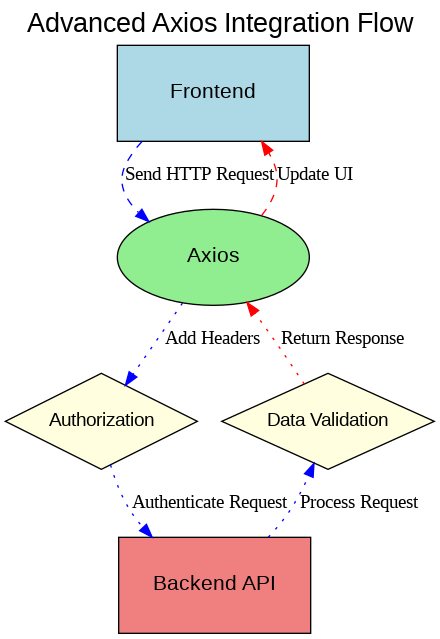 Advanced Axios Integration Flow
Frontend
Send HTTP Request
Update UI
Axios
Add Headers
Return Response
Authorization
Data Validation
Authenticate Request
Process Request
Backend API